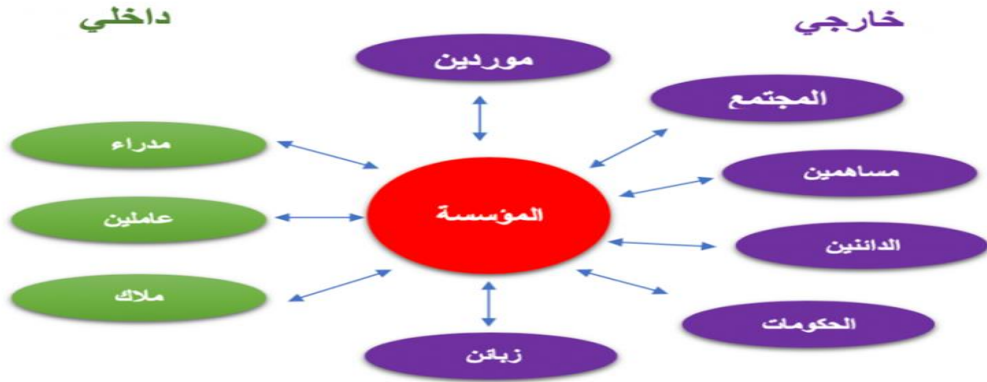 خارجي
داخلي
موردين
المجتمع
مدراء
مساهمين
المؤسسة
عاملين
الدائنين
ملاك
الحكومات
زبائن